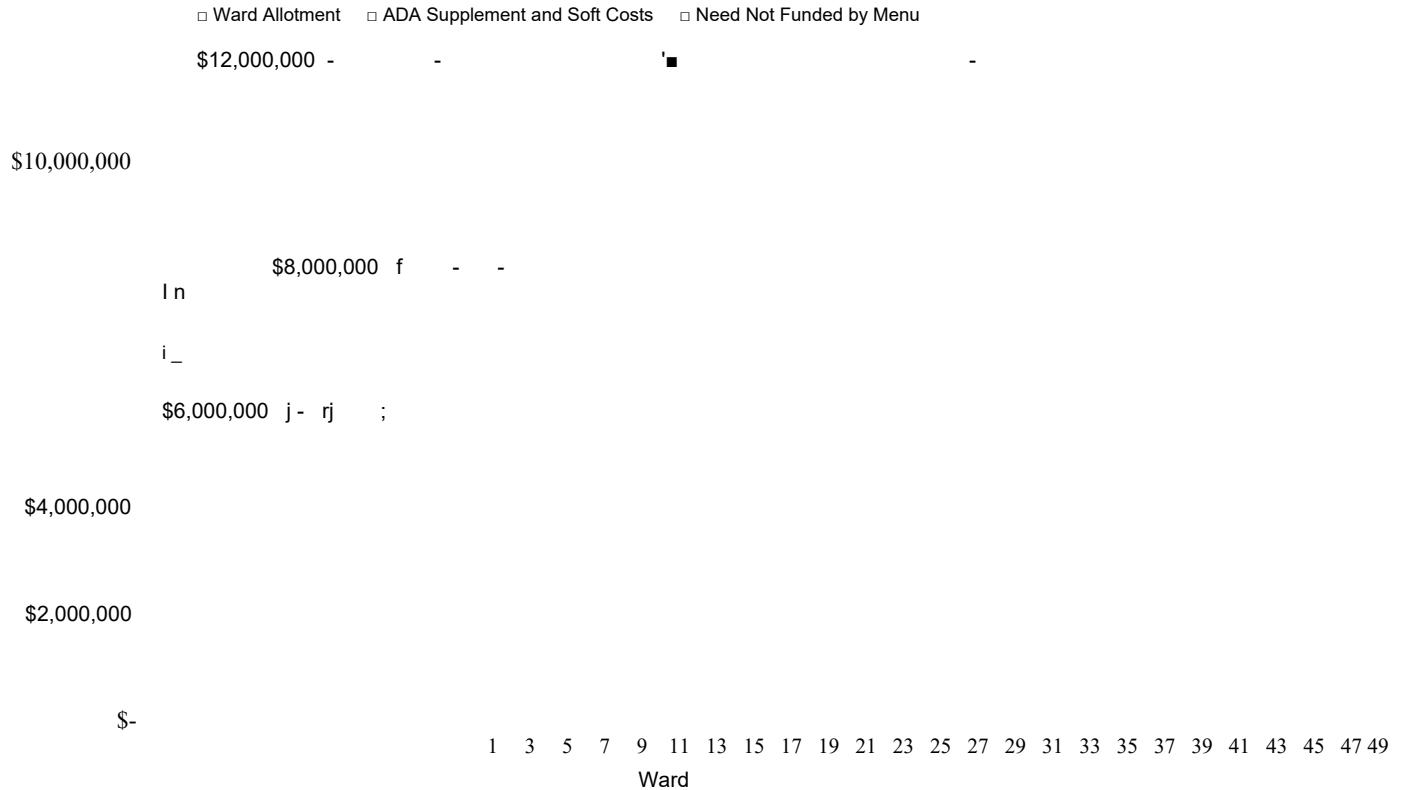 □ Ward Allotment □ ADA Supplement and Soft Costs □ Need Not Funded by Menu
$12,000,000 - - '■ -
$10,000,000
$8,000,000 f - -
I n
i _
$6,000,000 j - rj ;
$4,000,000
$2,000,000
$-
1 3 5 7 9 11 13 15 17 19 21 23 25 27 29 31 33 35 37 39 41 43 45 47 49
Ward